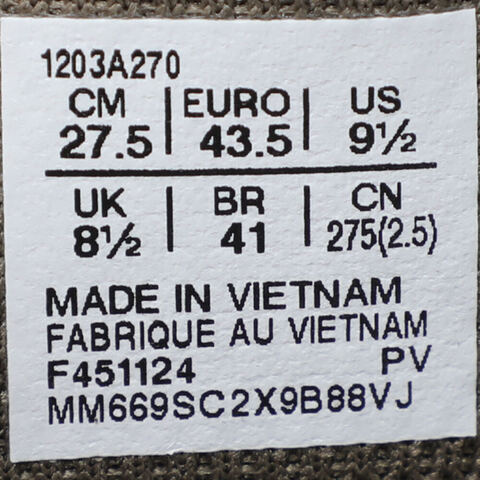 1203A270
CM | EURO | US
27.5 | 43.5 | 9½
UK | BR | CN
8½ | 41 | 275(2.5)
MADE IN VIETNAM
FABRIQUE AU VIETNAM
F451124 PV
MM669SC2X9B88VJ